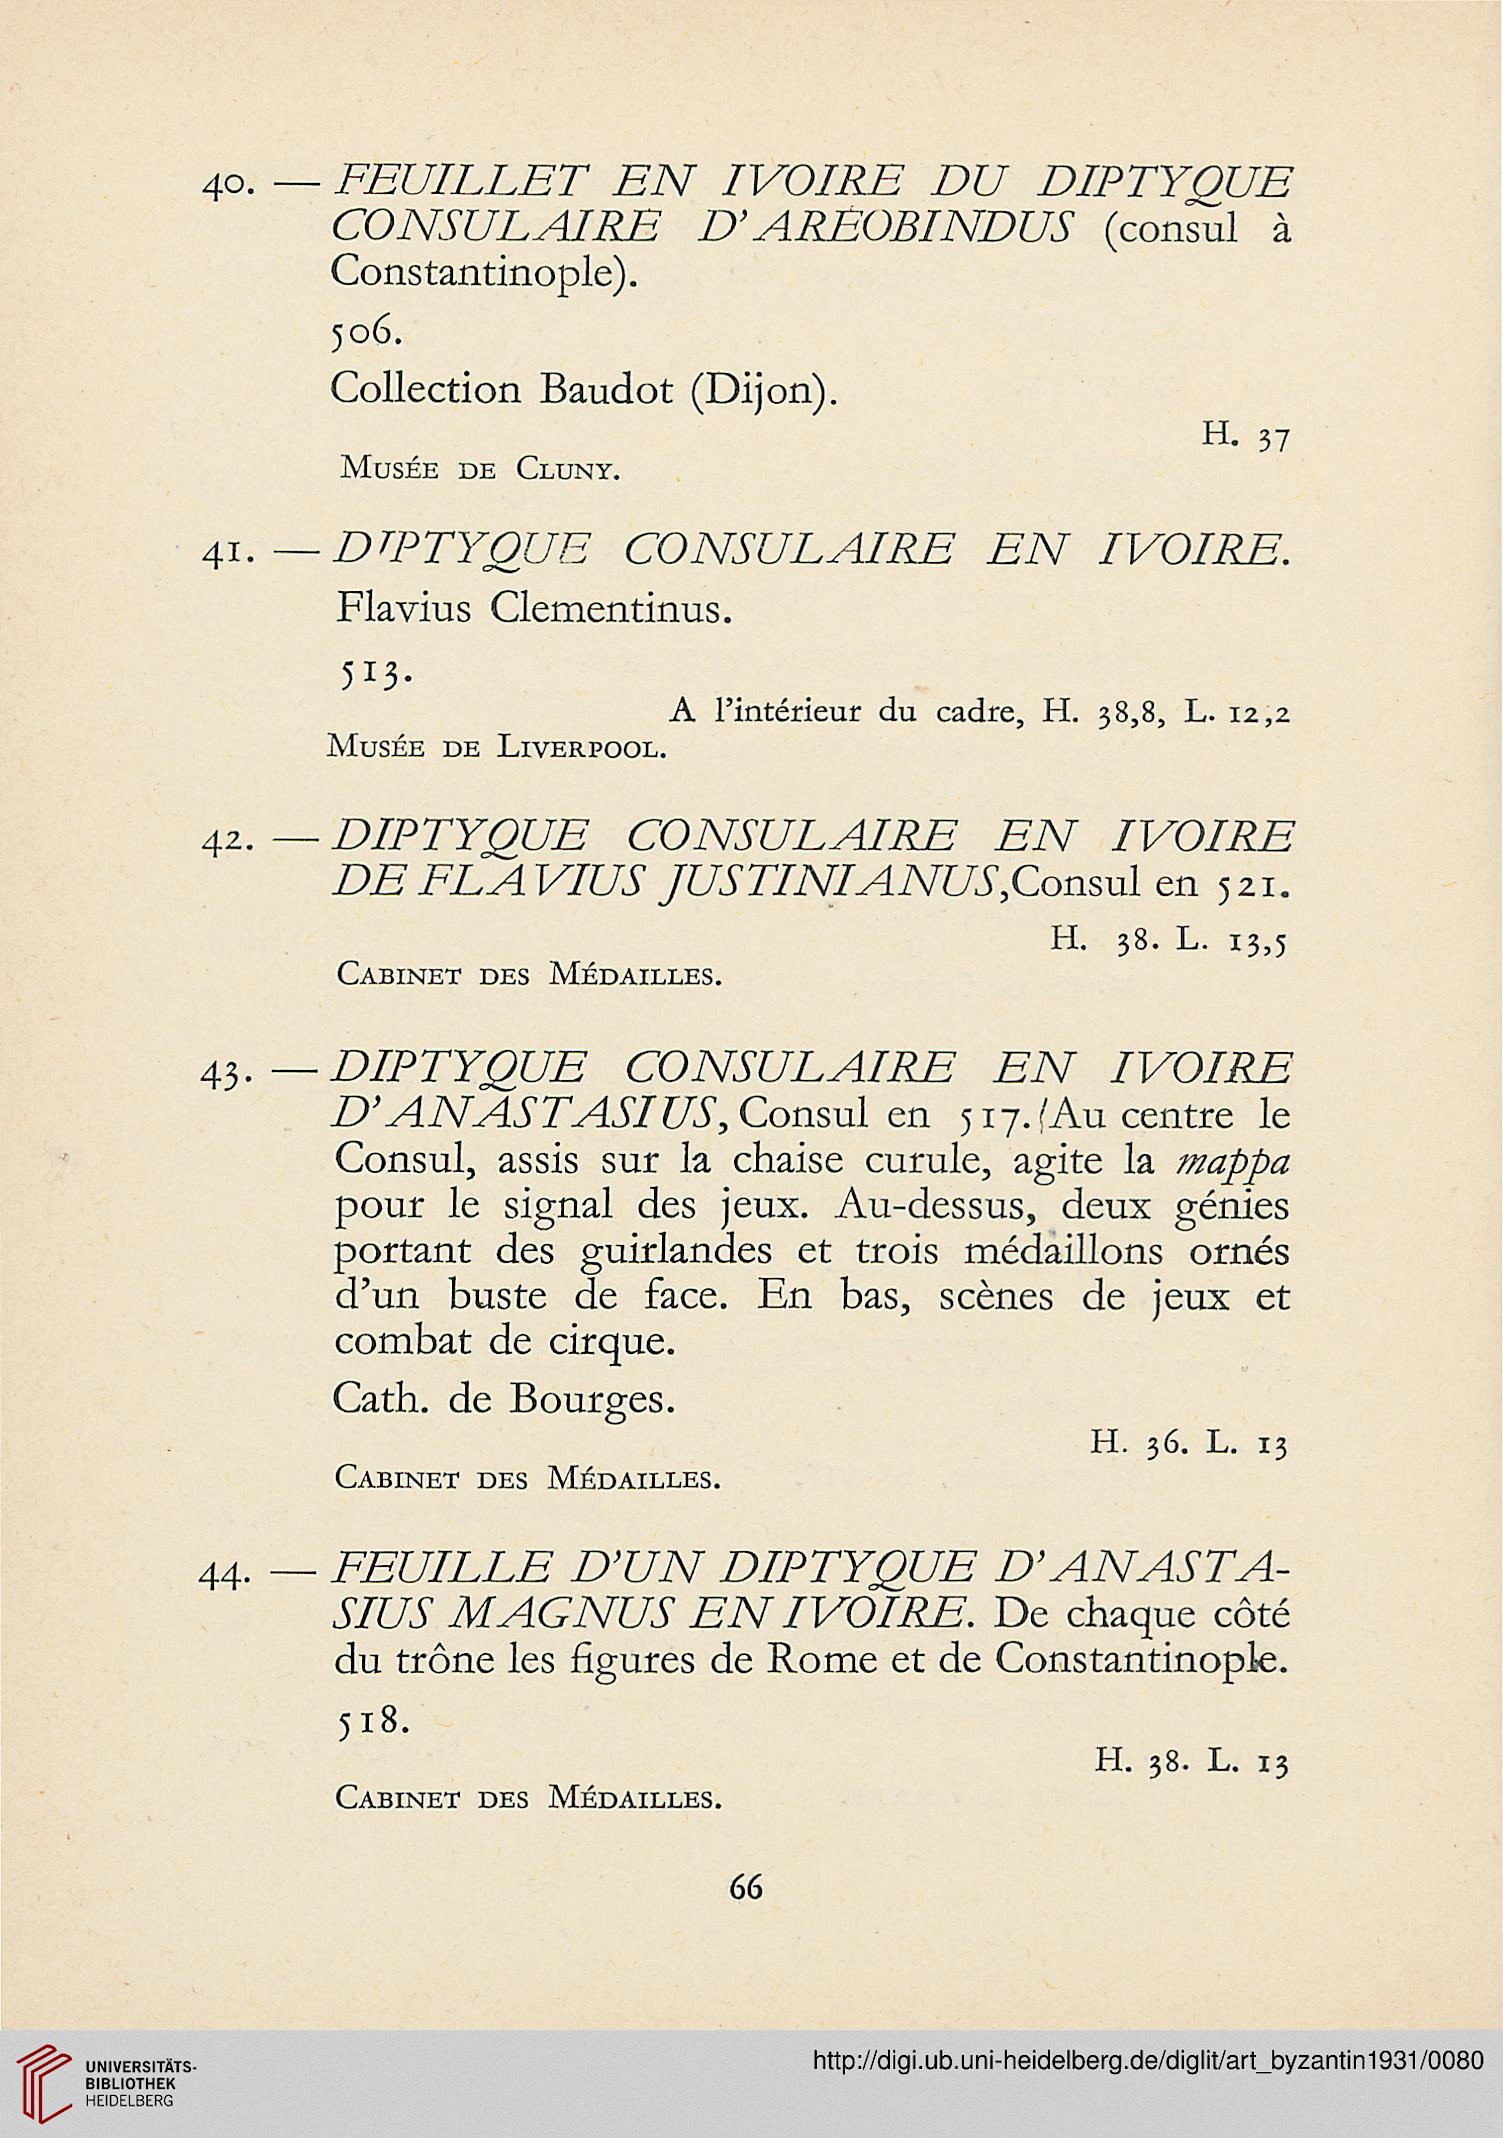 40. — FEUILLET EN IVOIRE DU DIPTYQUE
CONSULAIRE D'ARÉOBINDUS (consul à
Constantinople).
506.
Collection Baudot (Dijon).
H. 37
Musée de Cluny.
41. — DIPTYQUE CONSULAIRE EN IVOIRE.
Flavius Clementinus.
513.
A l'intérieur du cadre, H. 38,8, L. 12,2
Musée de Liverpool.
42. — DIPTYQUE CONSULAIRE EN IVOIRE
DE FLAVIUS JUSTINIANUS, Consul en 521.
H. 38. L. 13,5
Cabinet des Médailles.
43. — DIPTYQUE CONSULAIRE EN IVOIRE
D'ANASTASIUS, Consul en 517. Au centre le
Consul, assis sur la chaise curule, agite la mappa
pour le signal des jeux. Au-dessus, deux génies
portant des guirlandes et trois médaillons ornés
d'un buste de face. En bas, scènes de jeux et
combat de cirque.
Cath. de Bourges.
H. 36. L. 13
Cabinet des Médailles.
44. — FEUILLE D'UN DIPTYQUE D'ANASTA-
SIUS MAGNUS EN IVOIRE. De chaque côté
du trône les figures de Rome et de Constantinople.
518.
H. 38. L. 13
Cabinet des Médailles.
66
UNIVERSITÄTS-
BIBLIOTHEK
HEIDELBERG
http://digi.ub.uni-heidelberg.de/diglit/art_byzantin1931/0080